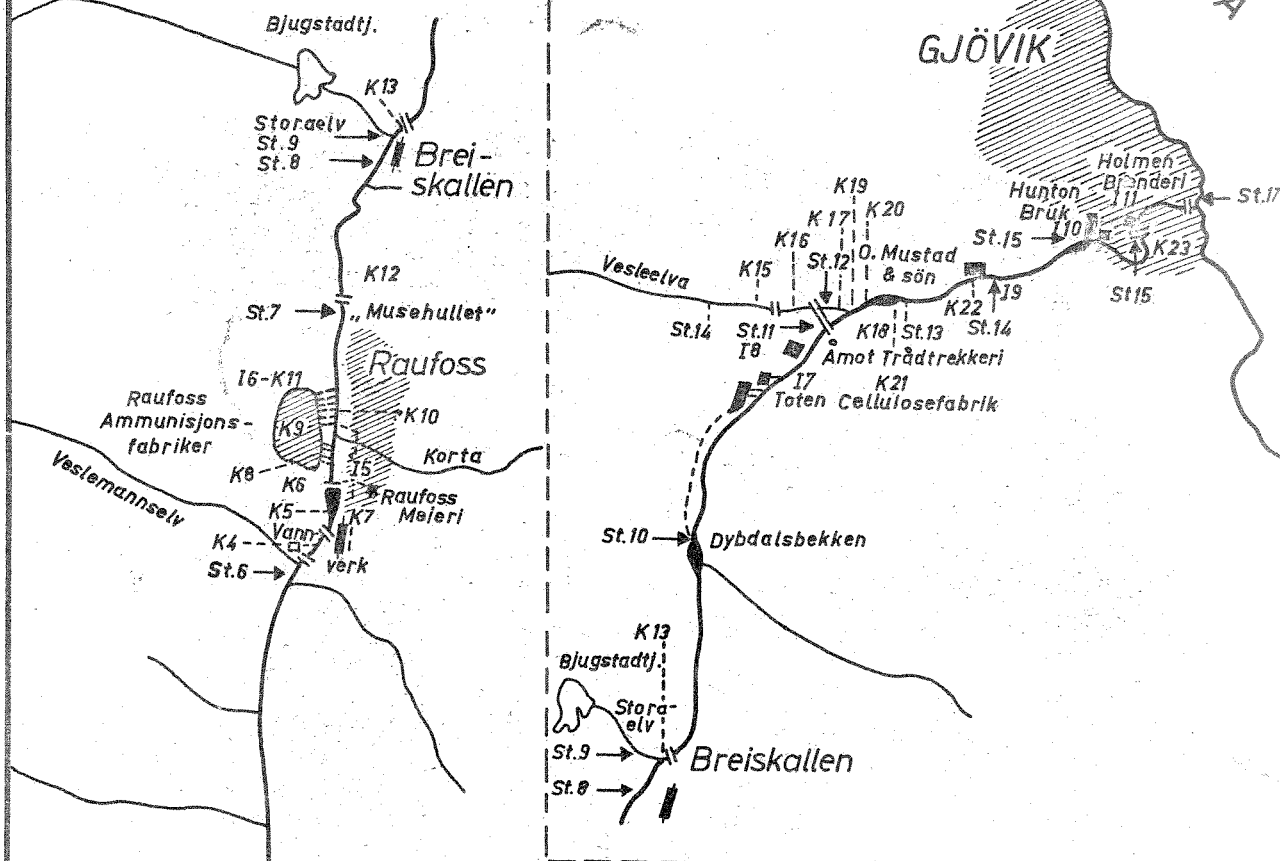 Bjugstadtj.
K13
Storaelv
St.9
St.8
Brei-
skallen
K12
St.7
„Musehullet"
Raufoss
I6-K11
Raufoss
Ammunisjons-
fabriker
K9
K10
K8
K6
I5
Korta
Raufoss
Meieri
K5
K7
Vann-
verk
K4
St.6
Veslemannselv
GJÖVIK
Holmen
Brenderi
I11
St.17
Hunton
Bruk
I10
St.15
K23
St15
K19
K17
K20
K16
St.12
O. Mustad
& sön
K15
Vesleelva
St.14
St.11
I8
K18
St.13
K22
I9
St.14
Åmot Trådtrekkeri
I7
K21
Toten Cellulosefabrik
St.10
Dybdalsbekken
K13
Bjugstadtj.
Stora-
elv
St.9
Breiskallen
St.8